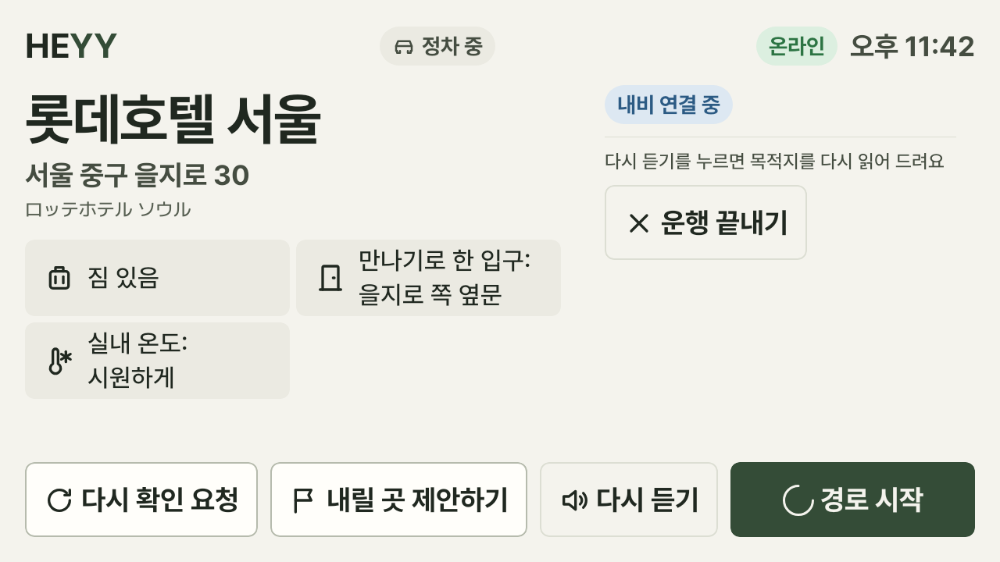 HEYY
정차 중
온라인
오후 11:42
롯데호텔 서울
서울 중구 을지로 30
ロッテホテル ソウル
짐 있음
만나기로 한 입구:
을지로 쪽 옆문
실내 온도:
시원하게
내비 연결 중
다시 듣기를 누르면 목적지를 다시 읽어 드려요
운행 끝내기
다시 확인 요청
내릴 곳 제안하기
다시 듣기
경로 시작